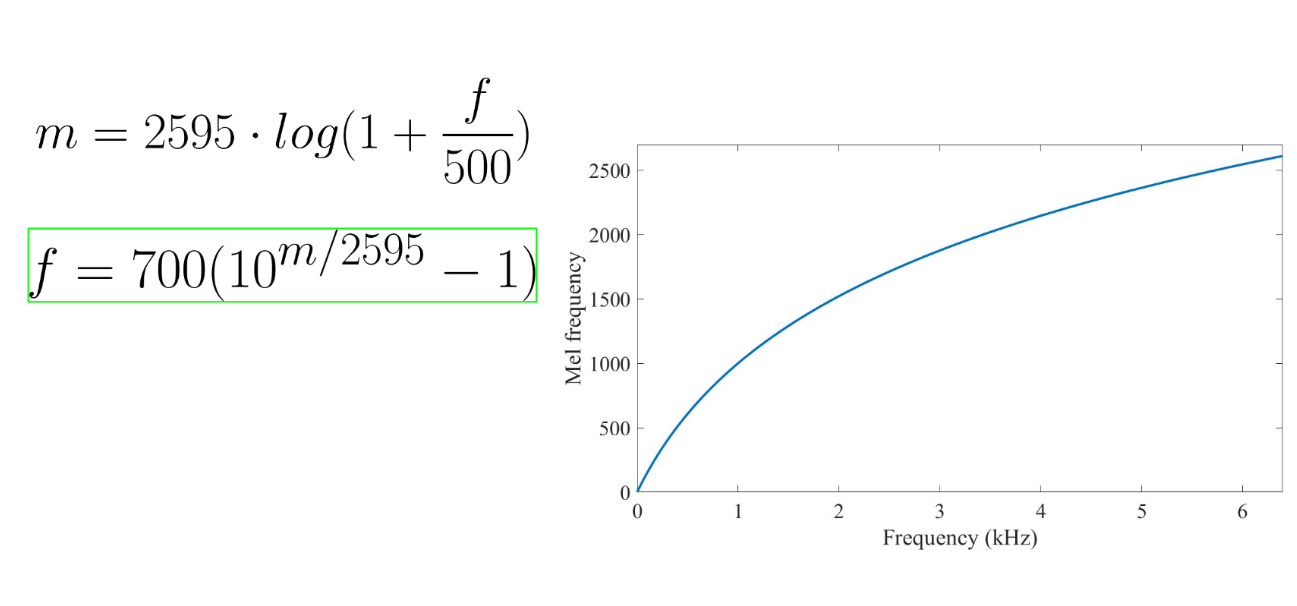 m = 2595 · log(1 + f/500)
f = 700(10^{m/2595} − 1)
2500
2000
1500
1000
500
0
Mel frequency
0 1 2 3 4 5 6
Frequency (kHz)